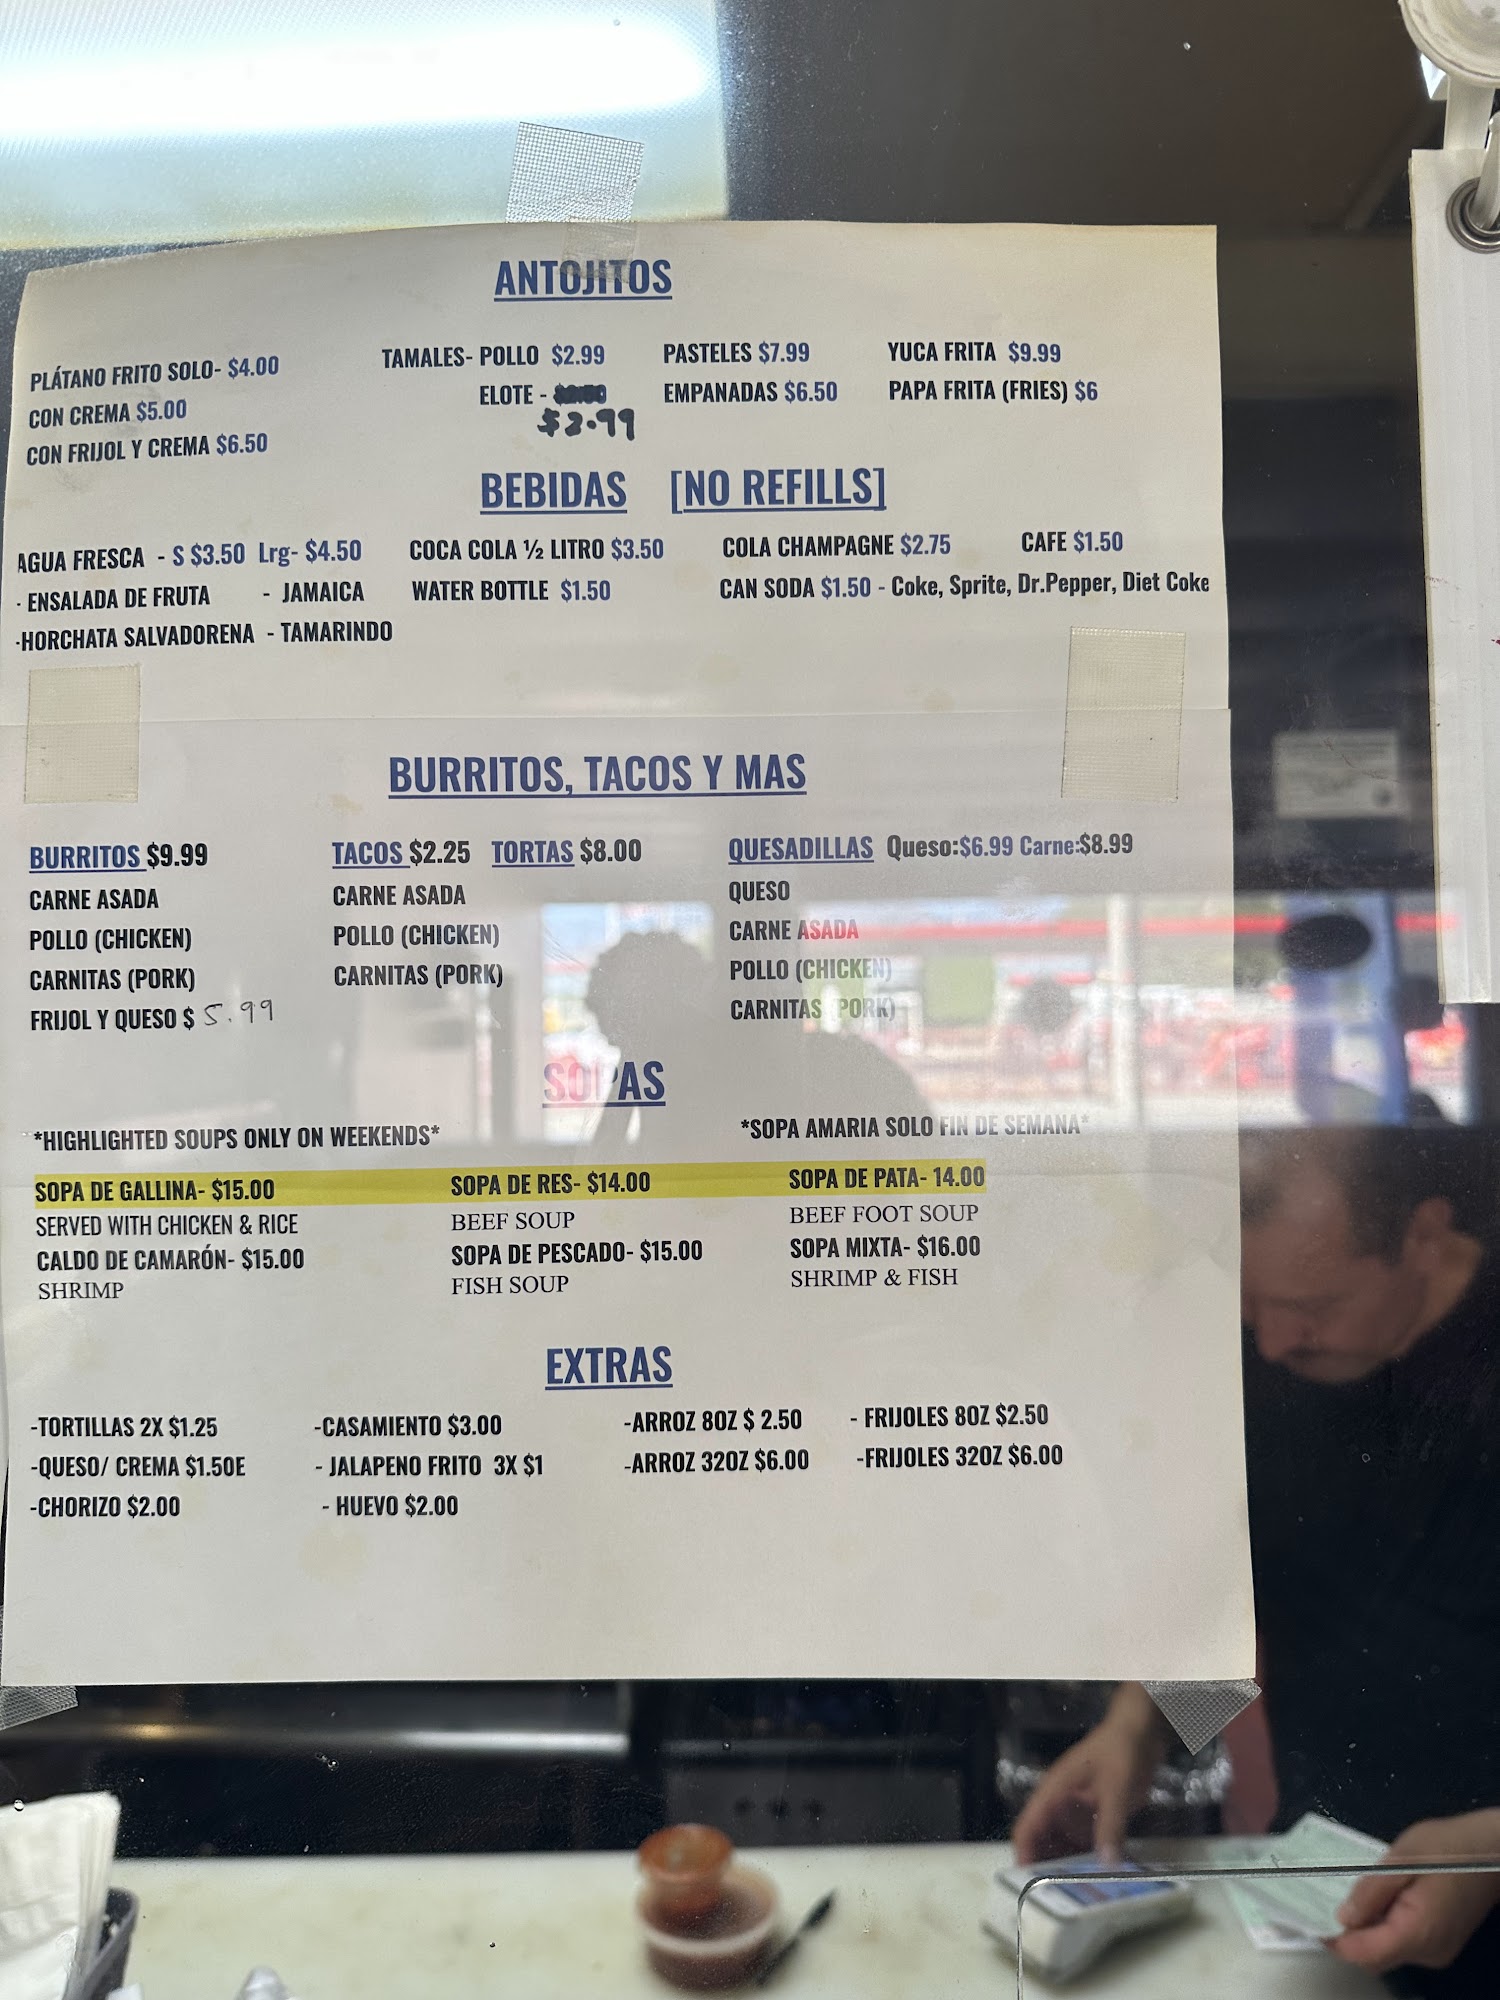 ANTOJITOS
PLÁTANO FRITO SOLO- $4.00
CON CREMA $5.00
CON FRIJOL Y CREMA $6.50
TAMALES- POLLO $2.99
ELOTE -
$2.99
PASTELES $7.99
EMPANADAS $6.50
YUCA FRITA $9.99
PAPA FRITA (FRIES) $6
BEBIDAS [NO REFILLS]
AGUA FRESCA - S $3.50 Lrg- $4.50
- ENSALADA DE FRUTA - JAMAICA
-HORCHATA SALVADORENA - TAMARINDO
COCA COLA ½ LITRO $3.50
WATER BOTTLE $1.50
COLA CHAMPAGNE $2.75
CAFE $1.50
CAN SODA $1.50 - Coke, Sprite, Dr.Pepper, Diet Coke
BURRITOS, TACOS Y MAS
BURRITOS $9.99
CARNE ASADA
POLLO (CHICKEN)
CARNITAS (PORK)
FRIJOL Y QUESO $ 5.99
TACOS $2.25 TORTAS $8.00
CARNE ASADA
POLLO (CHICKEN)
CARNITAS (PORK)
QUESADILLAS Queso:$6.99 Carne:$8.99
QUESO
CARNE ASADA
POLLO (CHICKEN)
CARNITAS (PORK)
SOPAS
*HIGHLIGHTED SOUPS ONLY ON WEEKENDS*
*SOPA AMARIA SOLO FIN DE SEMANA*
SOPA DE GALLINA- $15.00
SERVED WITH CHICKEN & RICE
CALDO DE CAMARÓN- $15.00
SHRIMP
SOPA DE RES- $14.00
BEEF SOUP
SOPA DE PESCADO- $15.00
FISH SOUP
SOPA DE PATA- 14.00
BEEF FOOT SOUP
SOPA MIXTA- $16.00
SHRIMP & FISH
EXTRAS
-TORTILLAS 2X $1.25
-QUESO/ CREMA $1.50E
-CHORIZO $2.00
-CASAMIENTO $3.00
- JALAPENO FRITO 3X $1
- HUEVO $2.00
-ARROZ 8OZ $ 2.50
-ARROZ 32OZ $6.00
- FRIJOLES 8OZ $2.50
-FRIJOLES 32OZ $6.00